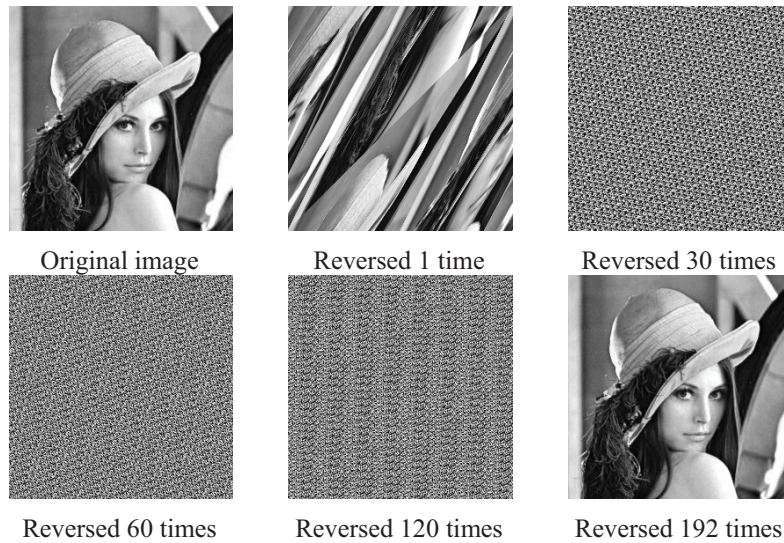 Original image
Reversed 1 time
Reversed 30 times
Reversed 60 times
Reversed 120 times
Reversed 192 times